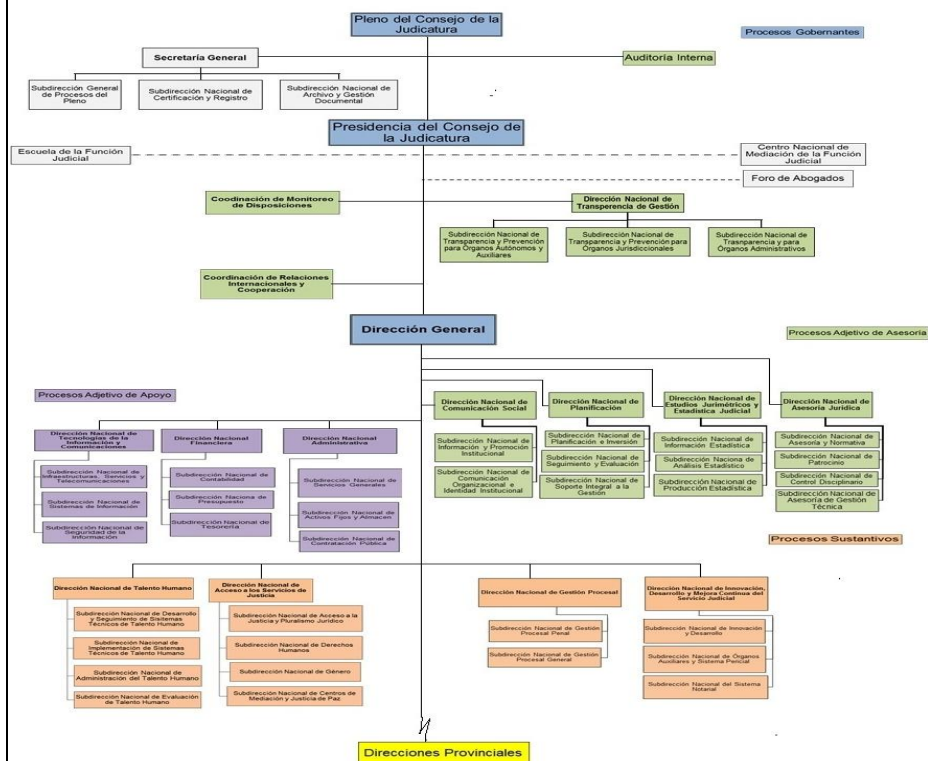 Pleno del Consejo de la
Judicatura
Procesos Gobernantes
Secretaría General
Auditoría Interna
Subdirección General
de Procesos del
Pleno
Subdirección Nacional de
Certificación y Registro
Subdirección Nacional de
Archivo y Gestión
Documental
Presidencia del Consejo de
la Judicatura
Escuela de la Función
Judicial
Centro Nacional de
Mediación de la Función
Judicial
Foro de Abogados
Coodinación de Monitoreo
de Disposiciones
Dirección Nacional de
Transperencia de Gestión
Subdirección Nacional de
Transparencia y Prevención
para Órganos Autónomos y
Auxiliares
Subdirección Nacional de
Transparencia y Prevención para
Órganos Jurisdiccionales
Subdirección Nacional de
Trasnparencia y para
Órganos Administrativos
Coordinación de Relaciones
Internacionales y
Cooperación
Dirección General
Procesos Adjetivo de Asesoria
Procesos Adjetivo de Apoyo
Dirección Nacional de
Comunicación Social
Dirección Nacional de
Planificación
Dirección Nacional de
Estudios Jurimétricos y
Estadística Judicial
Dirección Nacional de
Asesoría Jurídica
Subdirección Nacional de
Información y Promoción
Institucional
Subdirección Nacional de
Comunicación
Organizacional e
Identidad Institucional
Subdirección Nacional de
Planificación e Inversión
Subdirección Nacional de
Seguimiento y Evaluación
Subdirección Nacional de
Soporte Integral a la
Gestión
Subdirección Nacional de
Información Estadística
Subdirección Naciona de
Análisis Estadístico
Subdirección Nacional de
Producción Estadística
Subdirección Nacional de
Asesoría y Normativa
Subdirección Nacional de
Patrocinio
Subdirección Nacional de
Control Disciplinario
Subdirección Nacional de
Asesoría de Gestión
Técnica
Dirección Nacional de
Tecnologías de la
Información y
Comunicaciones
Dirección Nacional
Financiera
Dirección Nacional
Administrativa
Subdirección Nacional de
Infraestructuras, Servicios y
Telecomunicaciones
Subdirección Nacional de
Sistemas de Información
Subdirección Nacional de
Seguridad de la
Información
Subdirección Nacional de
Contabilidad
Subdirección Naciona de
Presupuesto
Subdirección Nacional de
Tesorería
Subdirección Nacional de
Servicios Generales
Subdirección Nacional de
Activos Fijos y Almacen
Subdirección Nacional de
Contratación Pública
Procesos Sustantivos
Dirección Nacional de Talento Humano
Dirección Nacional de
Acceso a los Servicios de
Justicia
Dirección Nacional de Gestión Procesal
Dirección Nacional de Innovación,
Desarrollo y Mejora Continua del
Servicio Judicial
Subdirección Nacional de Desarrollo
y Seguimiento de Sisitemas
Técnicos de Talento Humano
Subdirección Nacional de
Implementación de Sistemas
Técnicos de Talento Humano
Subdirección Nacional de
Administración del Talento Humano
Subdirección Nacional de Evaluación
de Talento Humano
Subdirección Nacional de Acceso a la
Justicia y Pluralismo Jurídico
Subdirección Nacional de Derechos
Humanos
Subdirección Nacional de Género
Subdirección Nacional de Centros de
Mediación y Justicia de Paz
Subdirección Nacional de Gestión
Procesal Penal
Subdirección Nacional de Gestión
Procesal General
Subdirección Nacional de Innovación
y Desarrollo
Subdirección Nacional de Órganos
Auxiliares y Sistema Pericial
Subdirección Nacional del Sistema
Notarial
Direcciones Provinciales